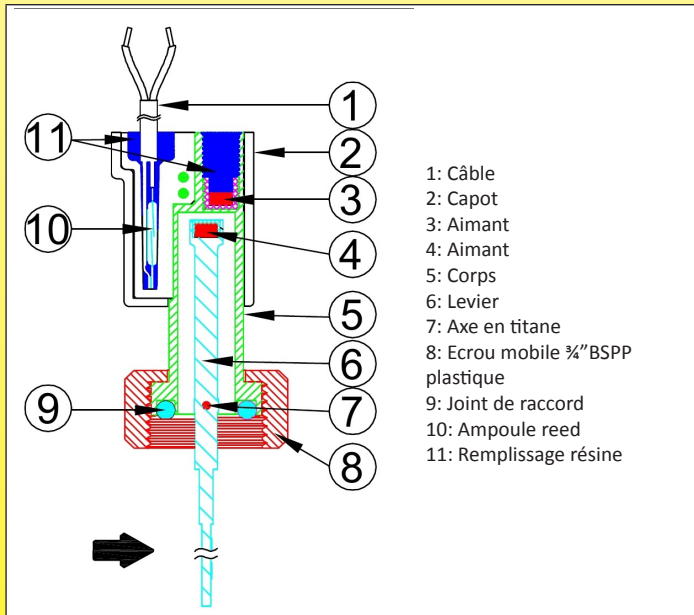 1
11
2
3
10
4
5
6
9
7
8
1: Câble
2: Capot
3: Aimant
4: Aimant
5: Corps
6: Levier
7: Axe en titane
8: Ecrou mobile ¾”BSPP
plastique
9: Joint de raccord
10: Ampoule reed
11: Remplissage résine